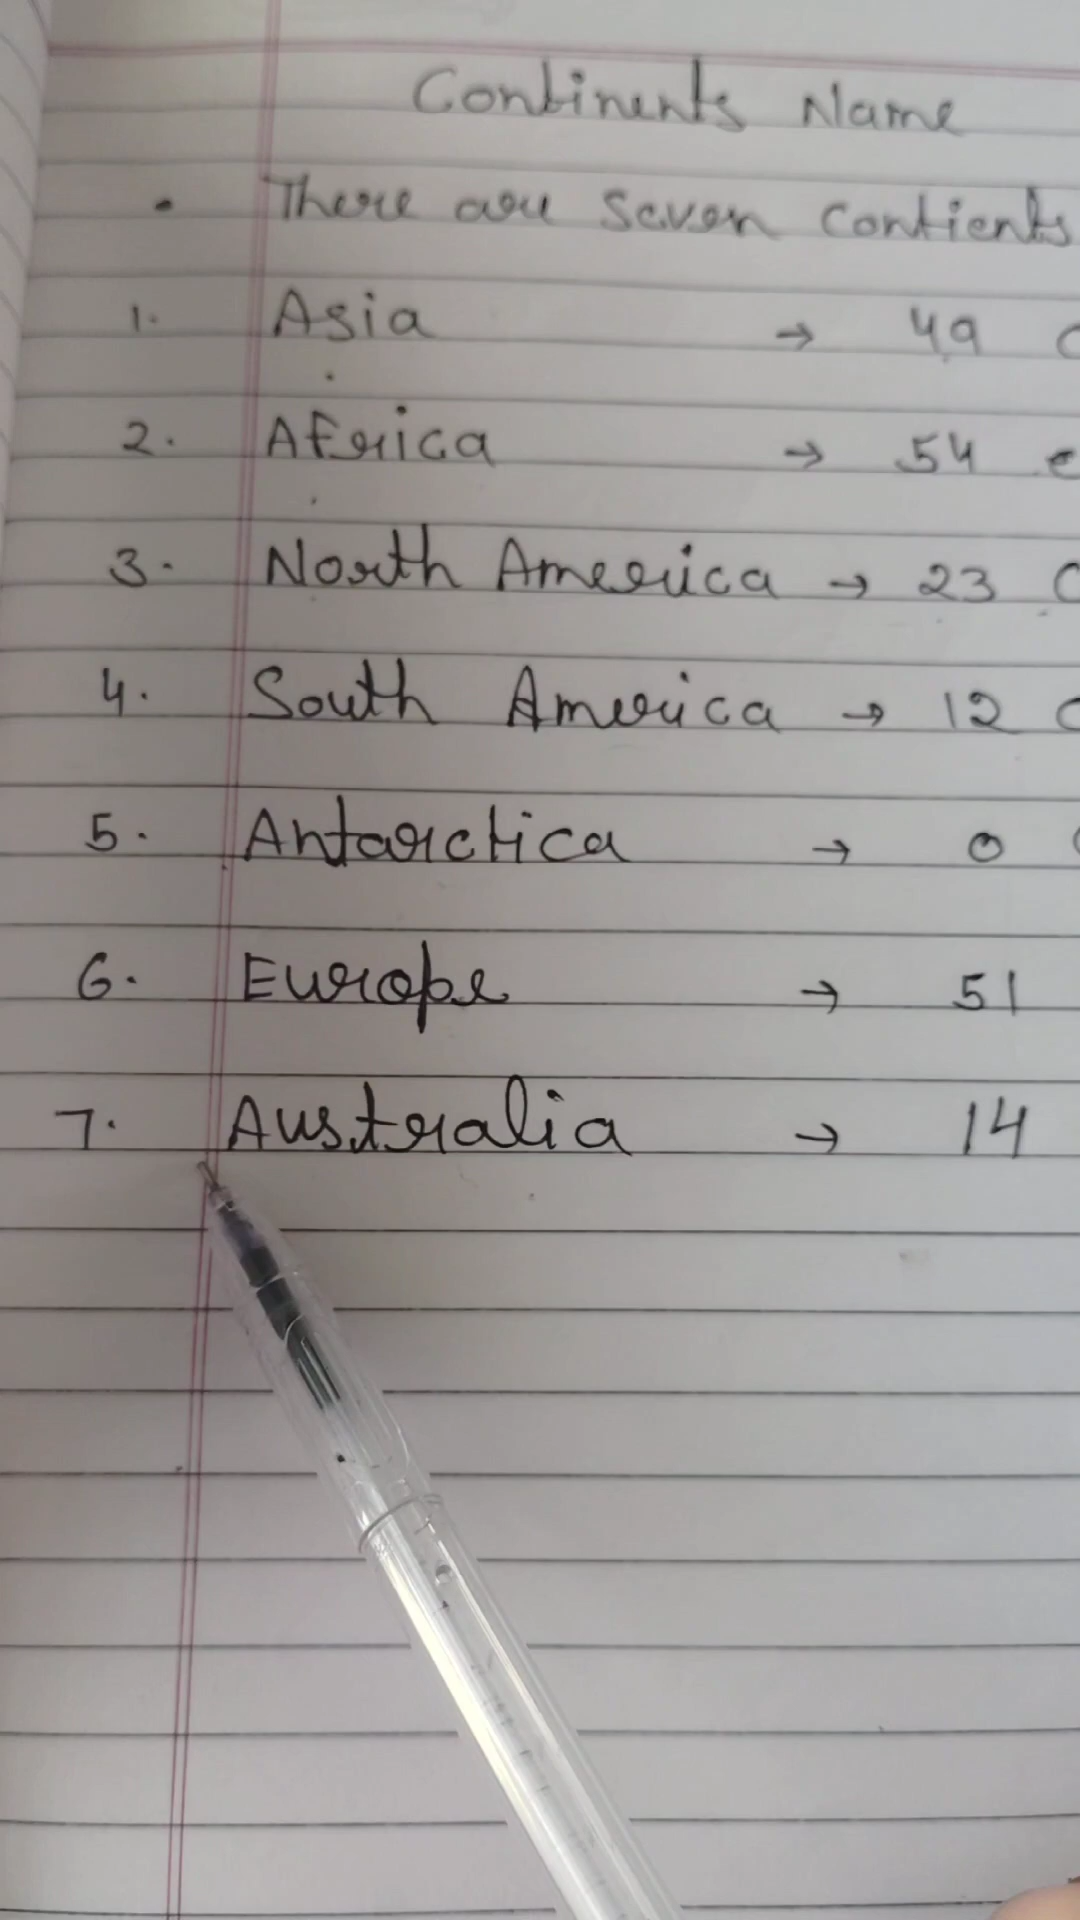 Continents Name
• There are seven contients
1. Asia → 49
2. Africa → 54
3. North America → 23
4. South America → 12
5. Antarctica → 0
6. Europe → 51
7. Australia → 14